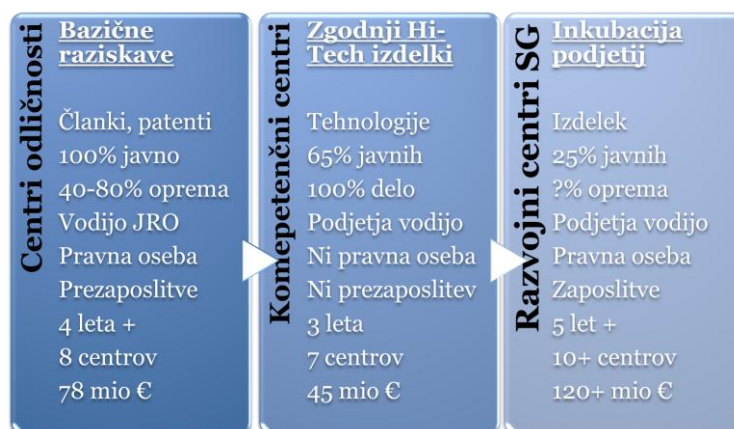 Centri odličnosti
Bazične
raziskave
Članki, patenti
100% javno
40-80% oprema
Vodijo JRO
Pravna oseba
Prezaposlitve
4 leta +
8 centrov
78 mio €
Komepetenčni centri
Zgodnji Hi-
Tech izdelki
Tehnologije
65% javnih
100% delo
Podjetja vodijo
Ni pravna oseba
Ni prezaposlitev
3 leta
7 centrov
45 mio €
Razvojni centri SG
Inkubacija
podjetij
Izdelek
25% javnih
?% oprema
Podjetja vodijo
Pravna oseba
Zaposlitve
5 let +
10+ centrov
120+ mio €